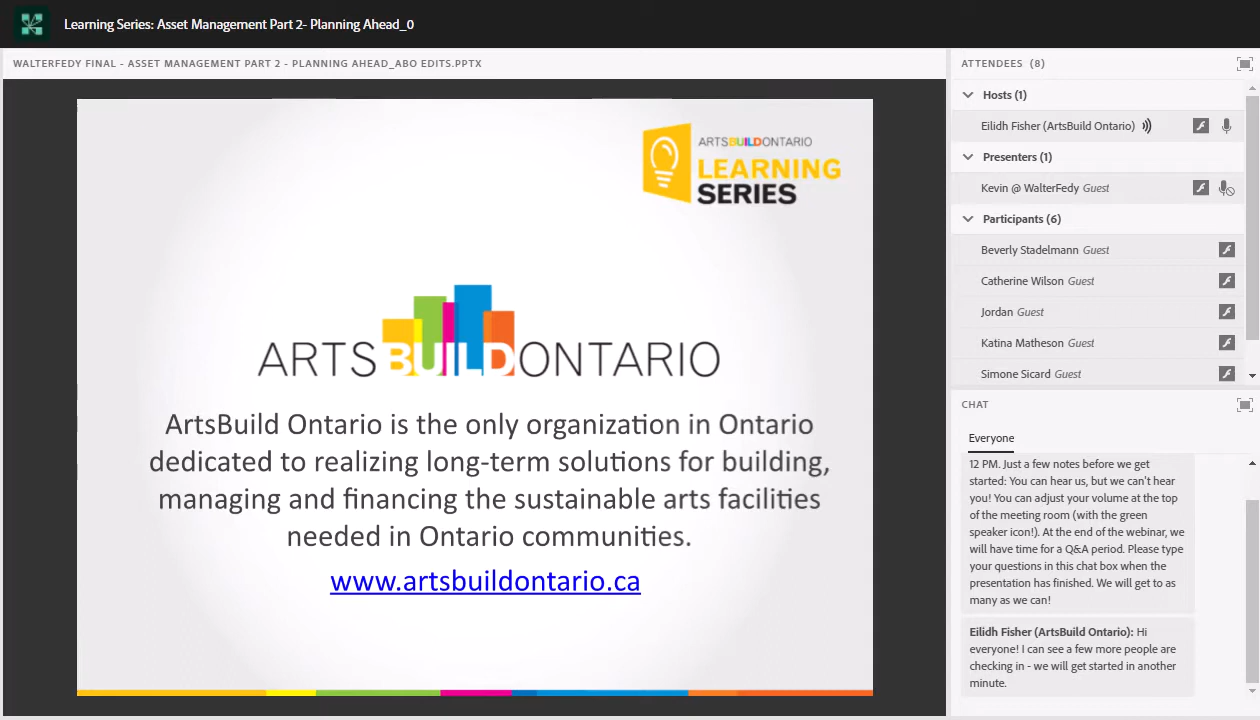 Learning Series: Asset Management Part 2- Planning Ahead_0
WALTERFEDY FINAL - ASSET MANAGEMENT PART 2 - PLANNING AHEAD_ABO EDITS.PPTX
ARTSBUILDONTARIO
LEARNING
SERIES
ARTSBUILDONTARIO
ArtsBuild Ontario is the only organization in Ontario
dedicated to realizing long-term solutions for building,
managing and financing the sustainable arts facilities
needed in Ontario communities.
www.artsbuildontario.ca
ATTENDEES (8)
Hosts (1)
Eilidh Fisher (ArtsBuild Ontario)
Presenters (1)
Kevin @ WalterFedy Guest
Participants (6)
Beverly Stadelmann Guest
Catherine Wilson Guest
Jordan Guest
Katina Matheson Guest
Simone Sicard Guest
CHAT
Everyone
12 PM. Just a few notes before we get
started: You can hear us, but we can't hear
you! You can adjust your volume at the top
of the meeting room (with the green
speaker icon!). At the end of the webinar, we
will have time for a Q&A period. Please type
your questions in this chat box when the
presentation has finished. We will get to as
many as we can!
Eilidh Fisher (ArtsBuild Ontario): Hi
everyone! I can see a few more people are
checking in - we will get started in another
minute.